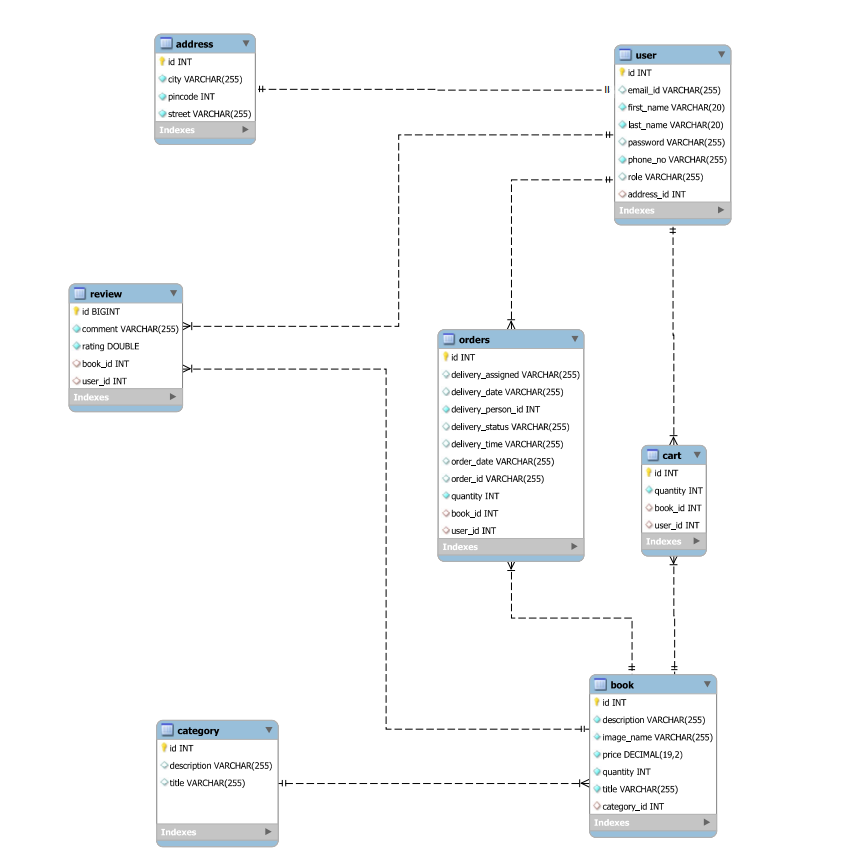 address
id INT
city VARCHAR(255)
pincode INT
street VARCHAR(255)
Indexes
user
id INT
email_id VARCHAR(255)
first_name VARCHAR(20)
last_name VARCHAR(20)
password VARCHAR(255)
phone_no VARCHAR(255)
role VARCHAR(255)
address_id INT
Indexes
review
id BIGINT
comment VARCHAR(255)
rating DOUBLE
book_id INT
user_id INT
Indexes
orders
id INT
delivery_assigned VARCHAR(255)
delivery_date VARCHAR(255)
delivery_person_id INT
delivery_status VARCHAR(255)
delivery_time VARCHAR(255)
order_date VARCHAR(255)
order_id VARCHAR(255)
quantity INT
book_id INT
user_id INT
Indexes
cart
id INT
quantity INT
book_id INT
user_id INT
Indexes
book
id INT
description VARCHAR(255)
image_name VARCHAR(255)
price DECIMAL(19,2)
quantity INT
title VARCHAR(255)
category_id INT
Indexes
category
id INT
description VARCHAR(255)
title VARCHAR(255)
Indexes